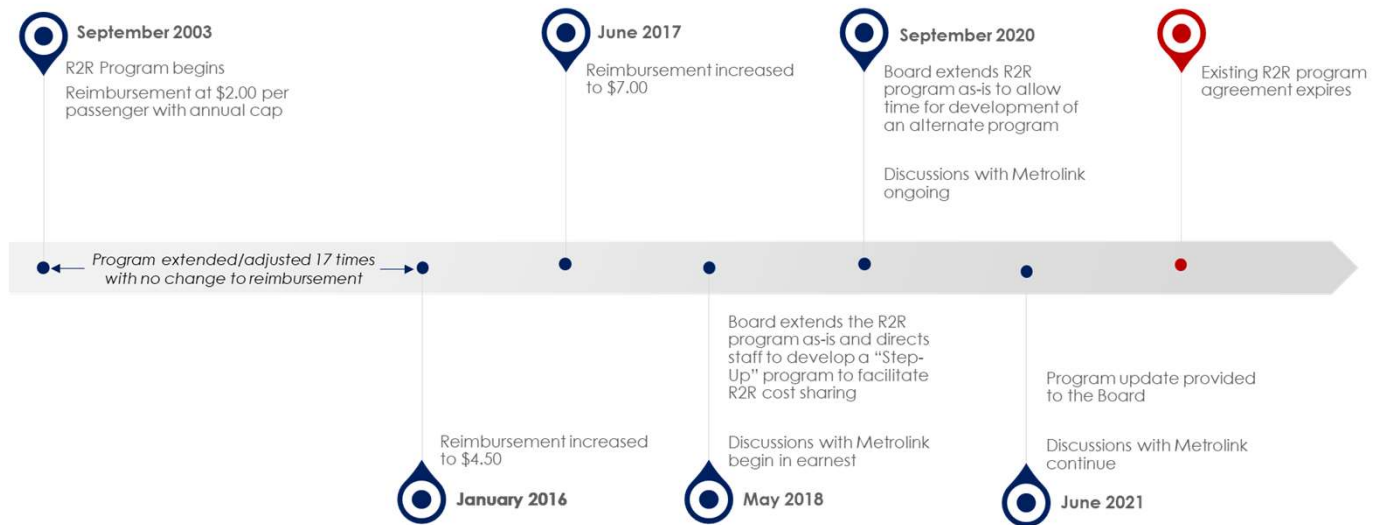 September 2003
R2R Program begins
Reimbursement at $2.00 per
passenger with annual cap
June 2017
Reimbursement increased
to $7.00
September 2020
Board extends R2R
program as-is to allow
time for development of
an alternate program
Discussions with Metrolink
ongoing
Existing R2R program
agreement expires
Program extended/adjusted 17 times
with no change to reimbursement
Reimbursement increased
to $4.50
January 2016
Board extends the R2R
program as-is and directs
staff to develop a “Step-
Up” program to facilitate
R2R cost sharing
Discussions with Metrolink
begin in earnest
May 2018
Program update provided
to the Board
Discussions with Metrolink
continue
June 2021